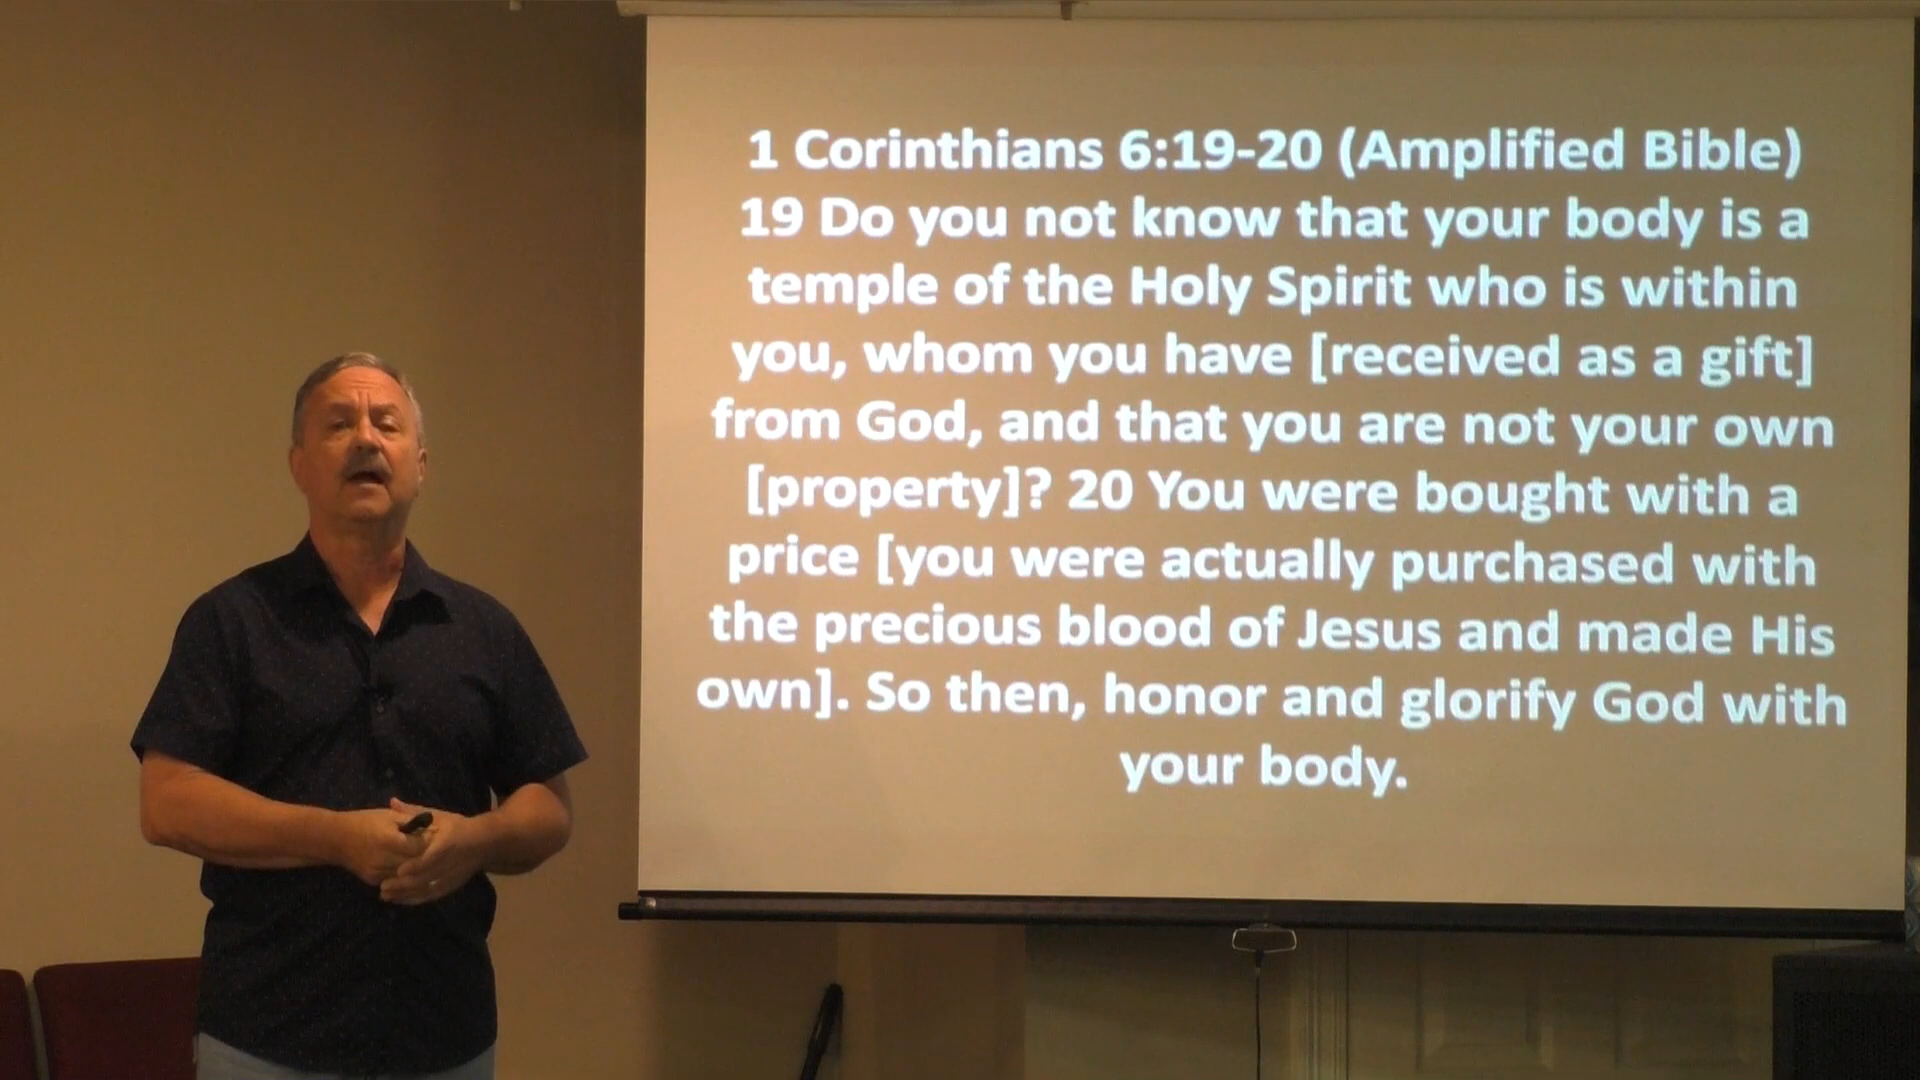 1 Corinthians 6:19-20 (Amplified Bible)
19 Do you not know that your body is a
temple of the Holy Spirit who is within
you, whom you have [received as a gift]
from God, and that you are not your own
[property]? 20 You were bought with a
price [you were actually purchased with
the precious blood of Jesus and made His
own]. So then, honor and glorify God with
your body.